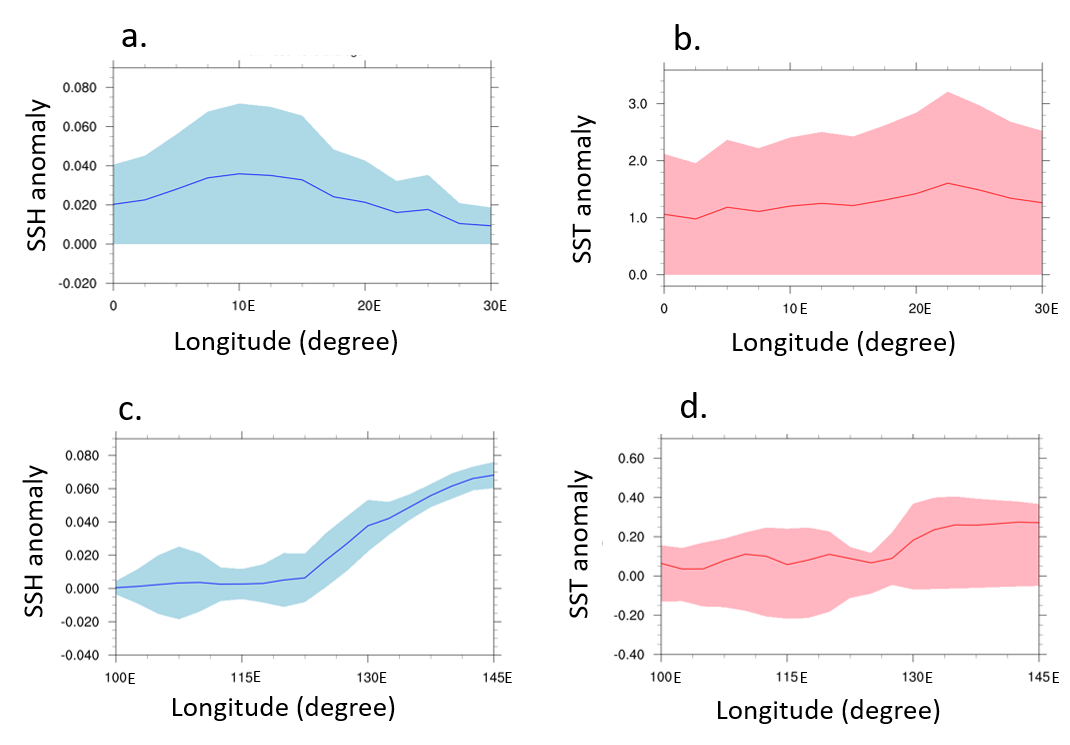 a.
SSH anomaly
0.080
0.060
0.040
0.020
0.000
-0.020
0
10E
20E
30E
Longitude (degree)
b.
SST anomaly
3.0
2.0
1.0
0.0
0
10E
20E
30E
Longitude (degree)
c.
SSH anomaly
0.080
0.060
0.040
0.020
0.000
-0.020
-0.040
100E
115E
130E
145E
Longitude (degree)
d.
SST anomaly
0.60
0.40
0.20
0.00
-0.20
-0.40
100E
115E
130E
145E
Longitude (degree)